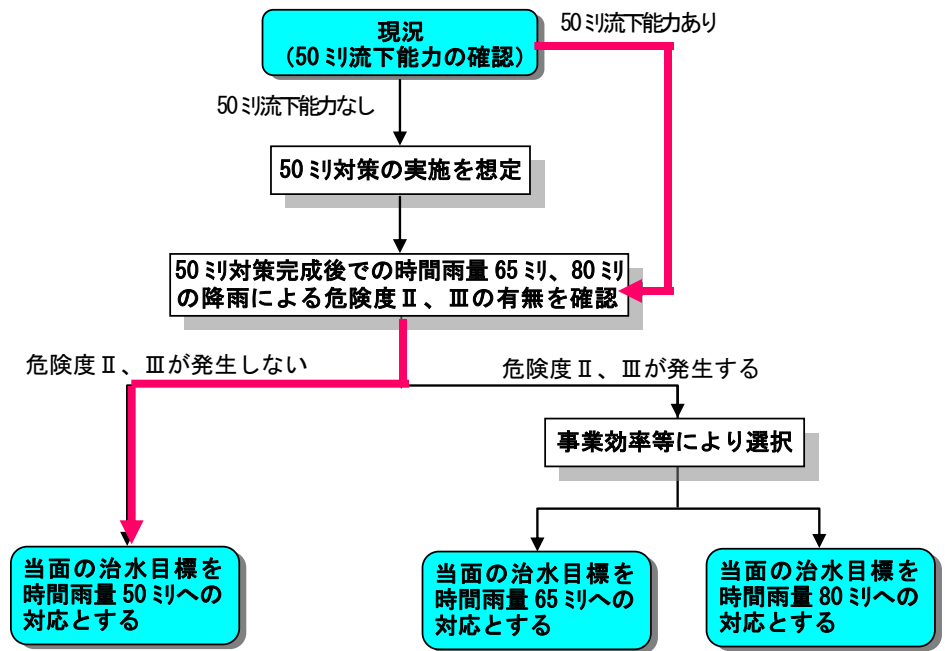 現況
（50ミリ流下能力の確認）
50ミリ流下能力あり
50ミリ流下能力なし
50ミリ対策の実施を想定
50ミリ対策完成後での時間雨量65ミリ、80ミリ
の降雨による危険度Ⅱ、Ⅲの有無を確認
危険度Ⅱ、Ⅲが発生しない
危険度Ⅱ、Ⅲが発生する
事業効率等により選択
当面の治水目標を
時間雨量50ミリへの
対応とする
当面の治水目標を
時間雨量65ミリへの
対応とする
当面の治水目標を
時間雨量80ミリへの
対応とする